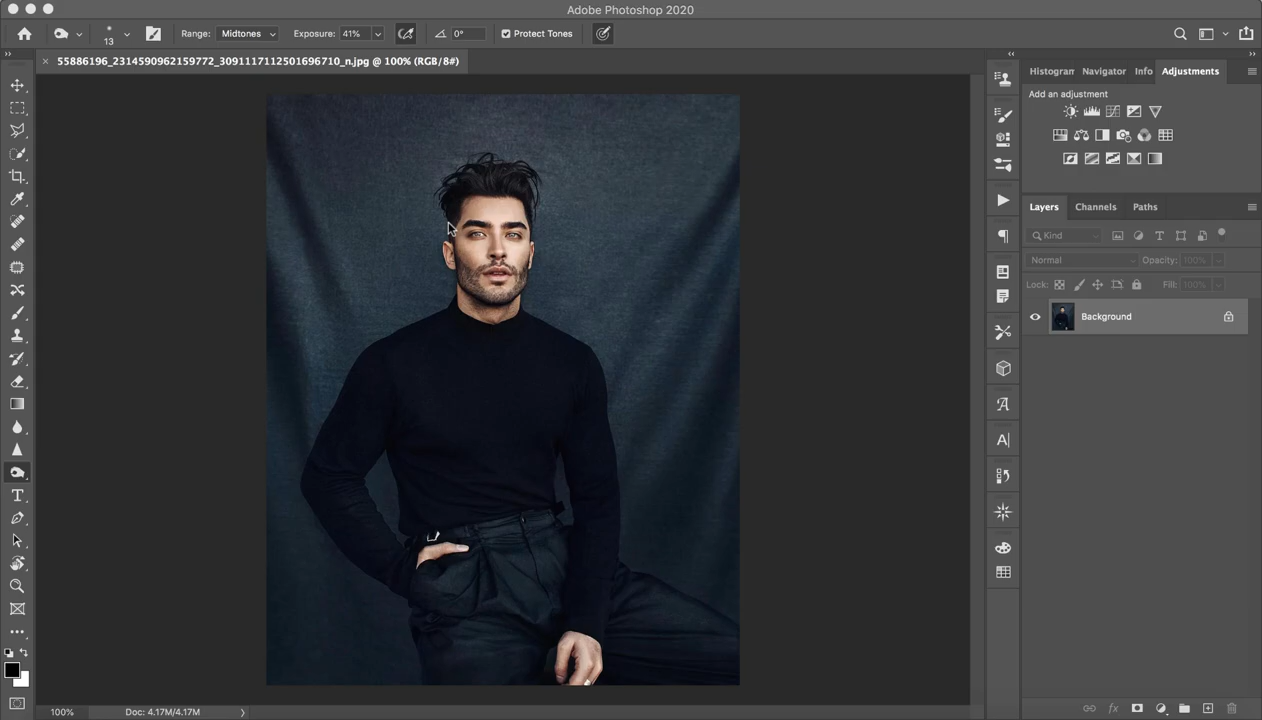 Adobe Photoshop 2020
13
Range: Midtones
Exposure: 41%
0°
Protect Tones
55886196_2314590962159772_3091117112501696710_n.jpg @ 100% (RGB/8#)
Histogram
Navigator
Info
Adjustments
Add an adjustment
Layers
Channels
Paths
Kind
Normal
Opacity: 100%
Lock:
Fill: 100%
Background
100%
Doc: 4.17M/4.17M